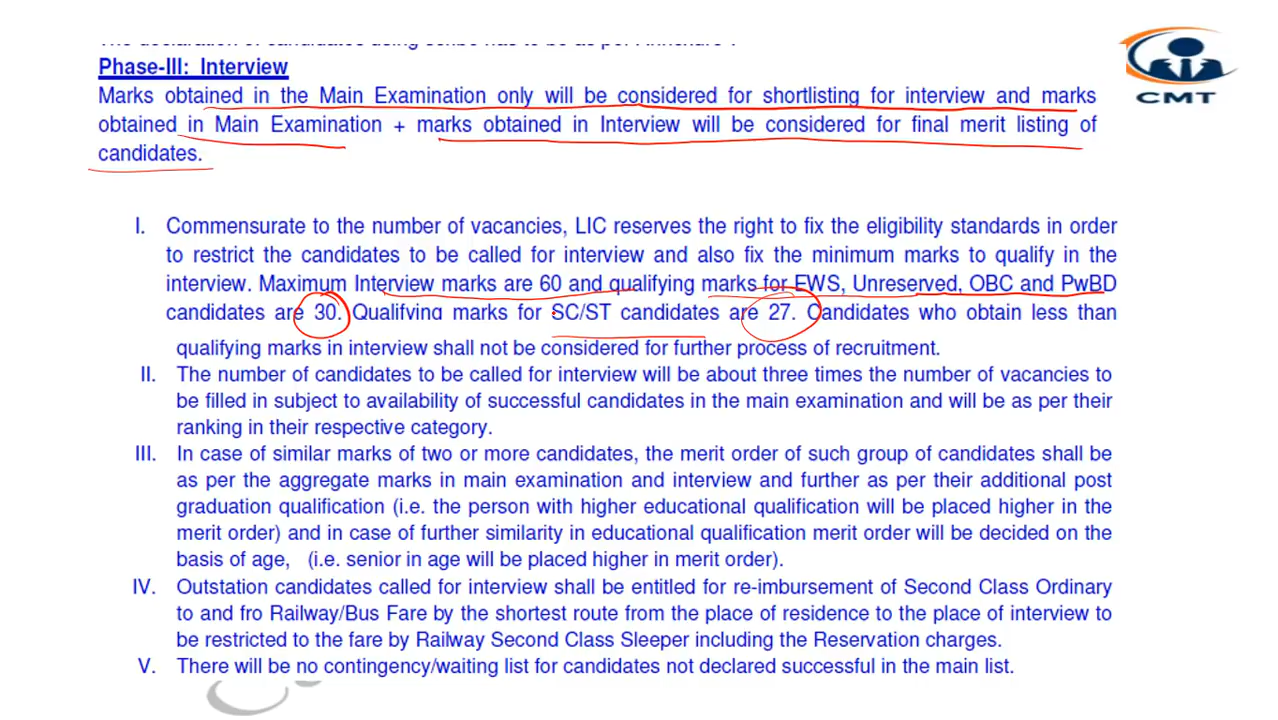 Phase-III: Interview
CMT
Marks obtained in the Main Examination only will be considered for shortlisting for interview and marks
obtained in Main Examination + marks obtained in Interview will be considered for final merit listing of
candidates.
I. Commensurate to the number of vacancies, LIC reserves the right to fix the eligibility standards in order
to restrict the candidates to be called for interview and also fix the minimum marks to qualify in the
interview. Maximum Interview marks are 60 and qualifying marks for EWS, Unreserved, OBC and PwBD
candidates are 30. Qualifying marks for SC/ST candidates are 27. Candidates who obtain less than
qualifying marks in interview shall not be considered for further process of recruitment.
II. The number of candidates to be called for interview will be about three times the number of vacancies to
be filled in subject to availability of successful candidates in the main examination and will be as per their
ranking in their respective category.
III. In case of similar marks of two or more candidates, the merit order of such group of candidates shall be
as per the aggregate marks in main examination and interview and further as per their additional post
graduation qualification (i.e. the person with higher educational qualification will be placed higher in the
merit order) and in case of further similarity in educational qualification merit order will be decided on the
basis of age, (i.e. senior in age will be placed higher in merit order).
IV. Outstation candidates called for interview shall be entitled for re-imbursement of Second Class Ordinary
to and fro Railway/Bus Fare by the shortest route from the place of residence to the place of interview to
be restricted to the fare by Railway Second Class Sleeper including the Reservation charges.
V. There will be no contingency/waiting list for candidates not declared successful in the main list.